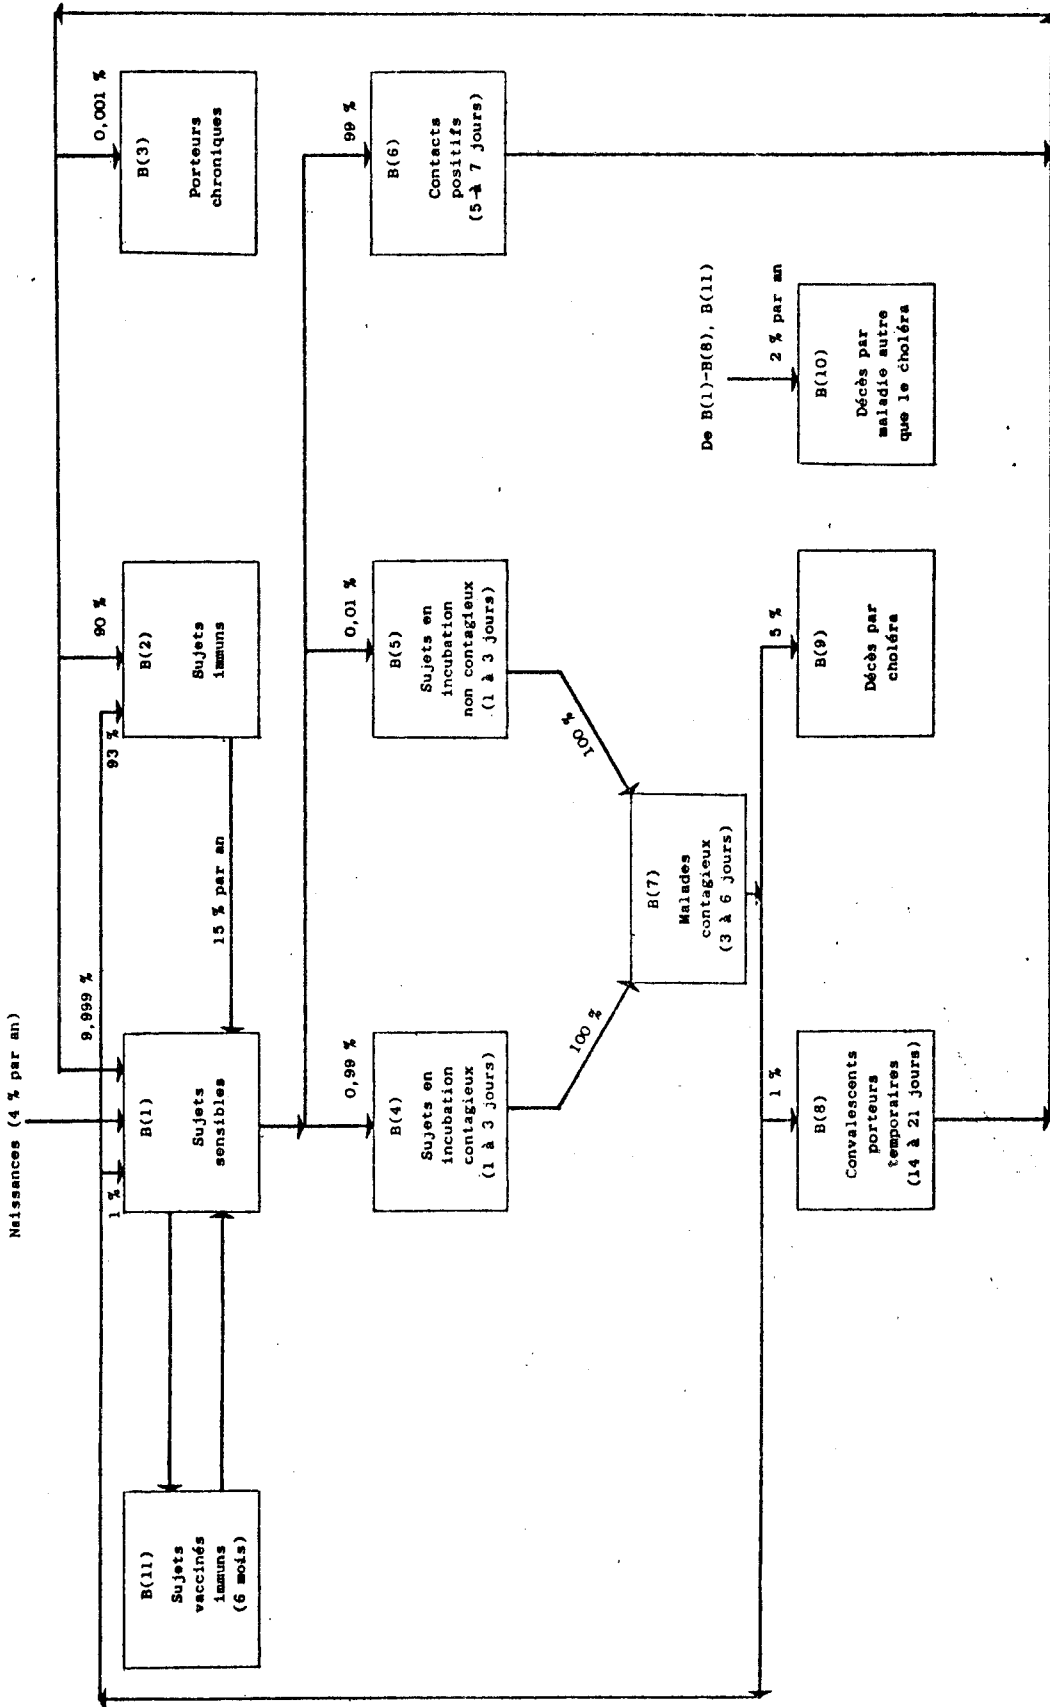 Naissances (4 % par an)
1 %
9,999 %
93 %
90 %
0,001 %
B(11)
Sujets
vaccinés
immuns
(6 mois)
B(1)
Sujets
sensibles
15 % par an
B(2)
Sujets
immuns
B(3)
Porteurs
chroniques
0,99 %
0,01 %
99 %
B(4)
Sujets en
incubation
contagieux
(1 à 3 jours)
B(5)
Sujets en
incubation
non contagieux
(1 à 3 jours)
B(6)
Contacts
positifs
(5 à 7 jours)
100 %
100 %
B(7)
Malades
contagieux
(3 à 6 jours)
De B(1)-B(8), B(11)
1 %
5 %
2 % par an
B(8)
Convalescents
porteurs
temporaires
(14 à 21 jours)
B(9)
Décès par
choléra
B(10)
Décès par
maladie autre
que le choléra